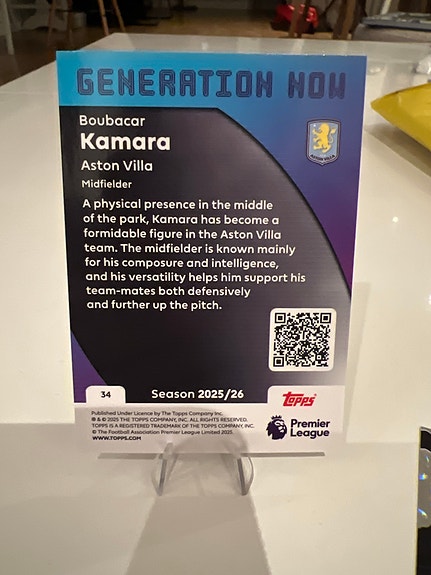 GENERATION NOW
Boubacar
Kamara
Aston Villa
Midfielder
ASTON VILLA
A physical presence in the middle
of the park, Kamara has become a
formidable figure in the Aston Villa
team. The midfielder is known mainly
for his composure and intelligence,
and his versatility helps him support his
team-mates both defensively
and further up the pitch.
34
Season 2025/26
Topps
Published Under Licence by The Topps Company Inc.
® & © 2025 THE TOPPS COMPANY, INC. ALL RIGHTS RESERVED.
TOPPS IS A REGISTERED TRADEMARK OF THE TOPPS COMPANY, INC.
© The Football Association Premier League Limited 2025.
WWW.TOPPS.COM
Premier
League